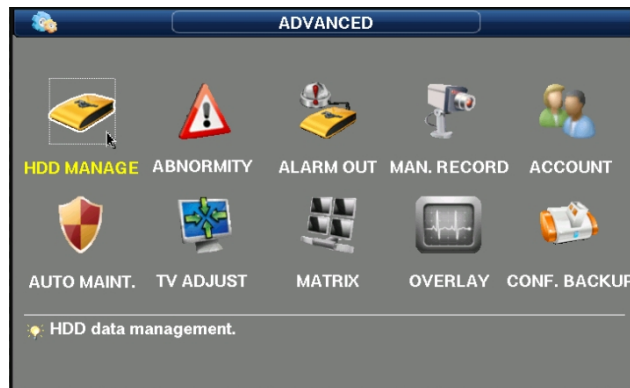 ADVANCED
HDD MANAGE ABNORMITY ALARM OUT MAN. RECORD ACCOUNT
AUTO MAINT. TV ADJUST MATRIX OVERLAY CONF. BACKUP
HDD data management.